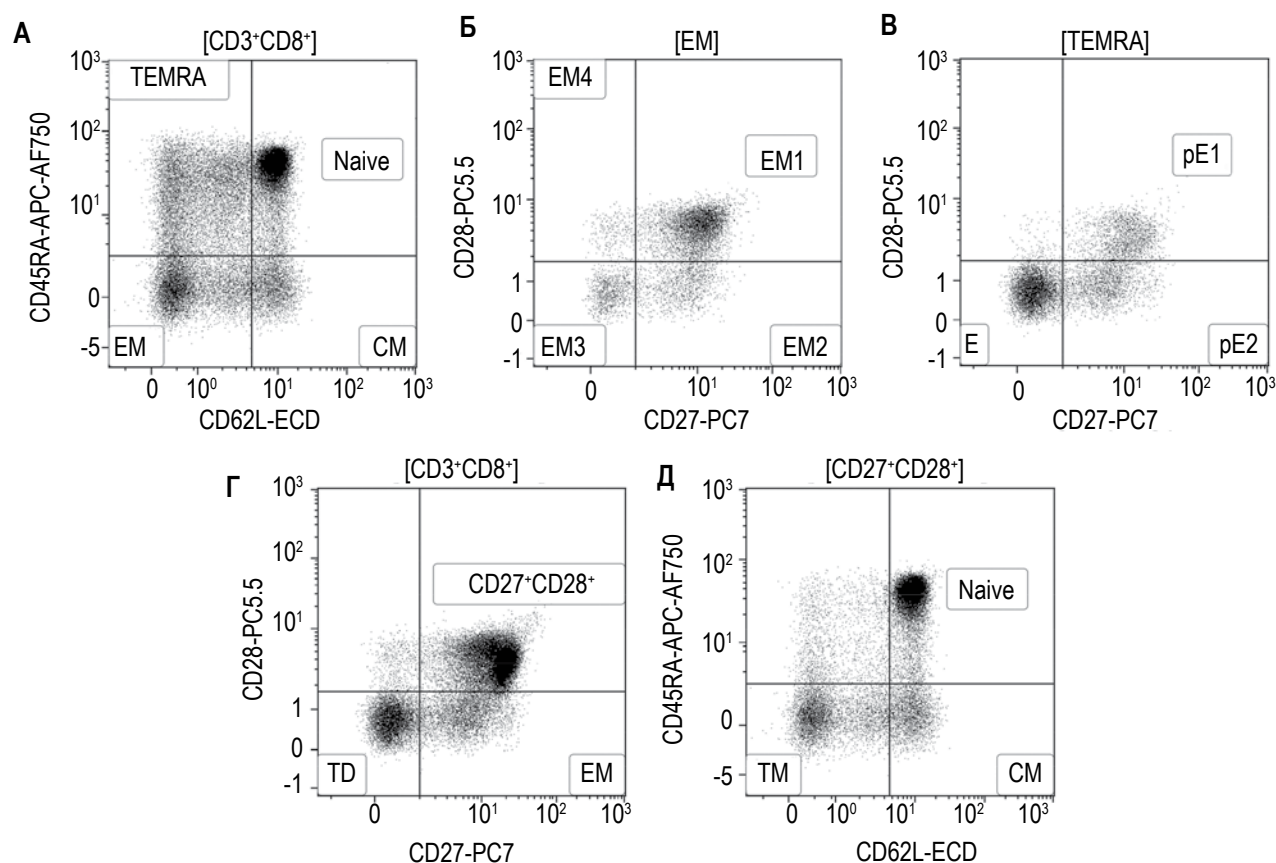 А
[CD3⁺CD8⁺]
10³
10²
10¹
0
-5
CD45RA-APC-AF750
TEMRA
Naive
EM
CM
0
10⁰
10¹
10²
10³
CD62L-ECD
Б
[EM]
10³
10²
10¹
1
0
-1
CD28-PC5.5
EM4
EM1
EM3
EM2
0
10¹
10²
10³
CD27-PC7
В
[TEMRA]
10³
10²
10¹
1
0
-1
CD28-PC5.5
pE1
E
pE2
0
10¹
10²
10³
CD27-PC7
Г
[CD3⁺CD8⁺]
10³
10²
10¹
1
0
-1
CD28-PC5.5
CD27⁺CD28⁺
TD
EM
0
10¹
10²
10³
CD27-PC7
Д
[CD27⁺CD28⁺]
10³
10²
10¹
0
-5
CD45RA-APC-AF750
Naive
TM
CM
0
10⁰
10¹
10²
10³
CD62L-ECD